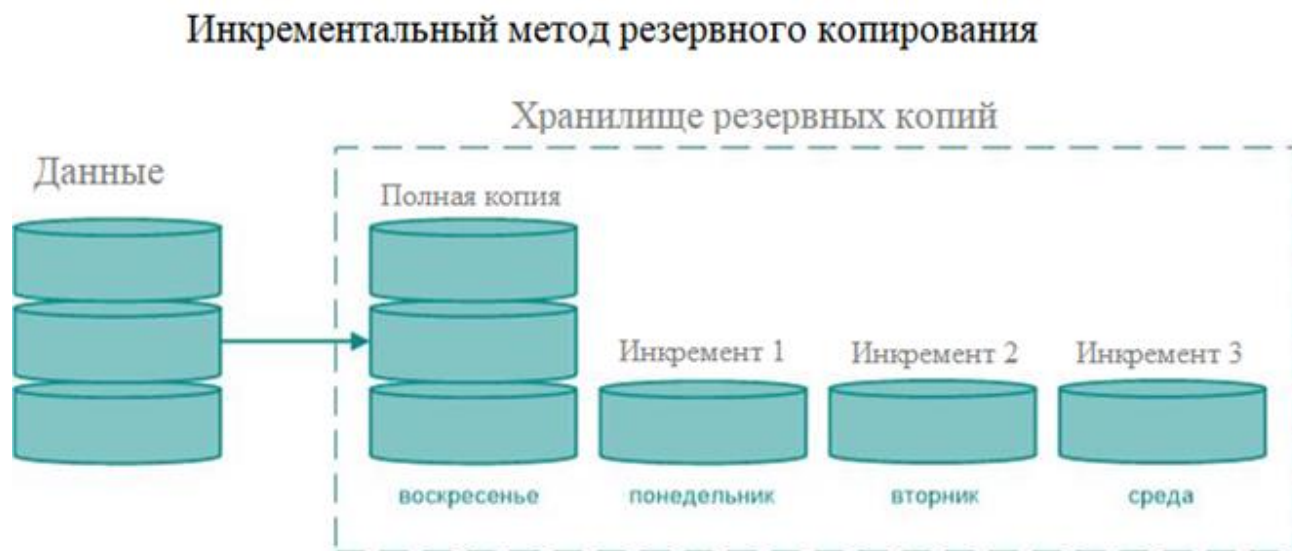 Инкрементальный метод резервного копирования
Хранилище резервных копий
Данные
Полная копия
Инкремент 1
Инкремент 2
Инкремент 3
воскресенье
понедельник
вторник
среда